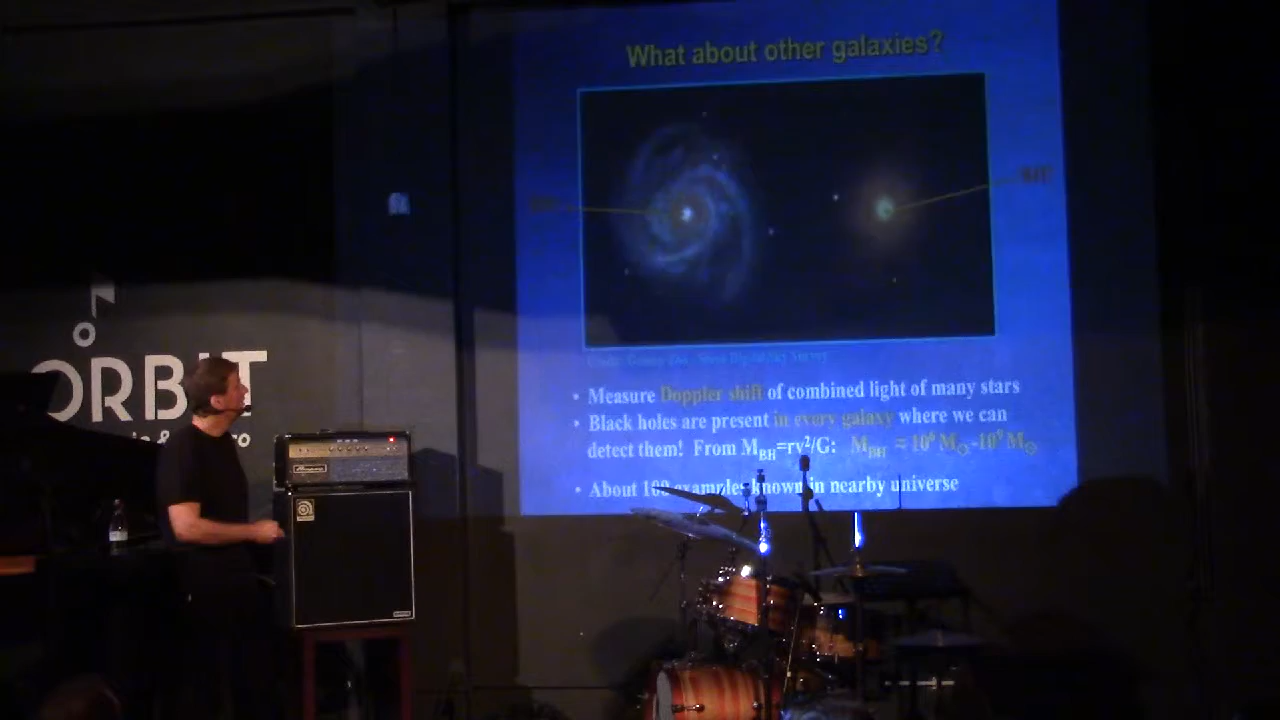 What about other galaxies?
ORBIT
• Measure Doppler shift of combined light of many stars
• Black holes are present in every galaxy where we can
detect them! From M_BH=rv²/G: M_BH ≈ 10⁶ M☉-10⁹ M☉
• About 100 examples known in nearby universe
Ampeg